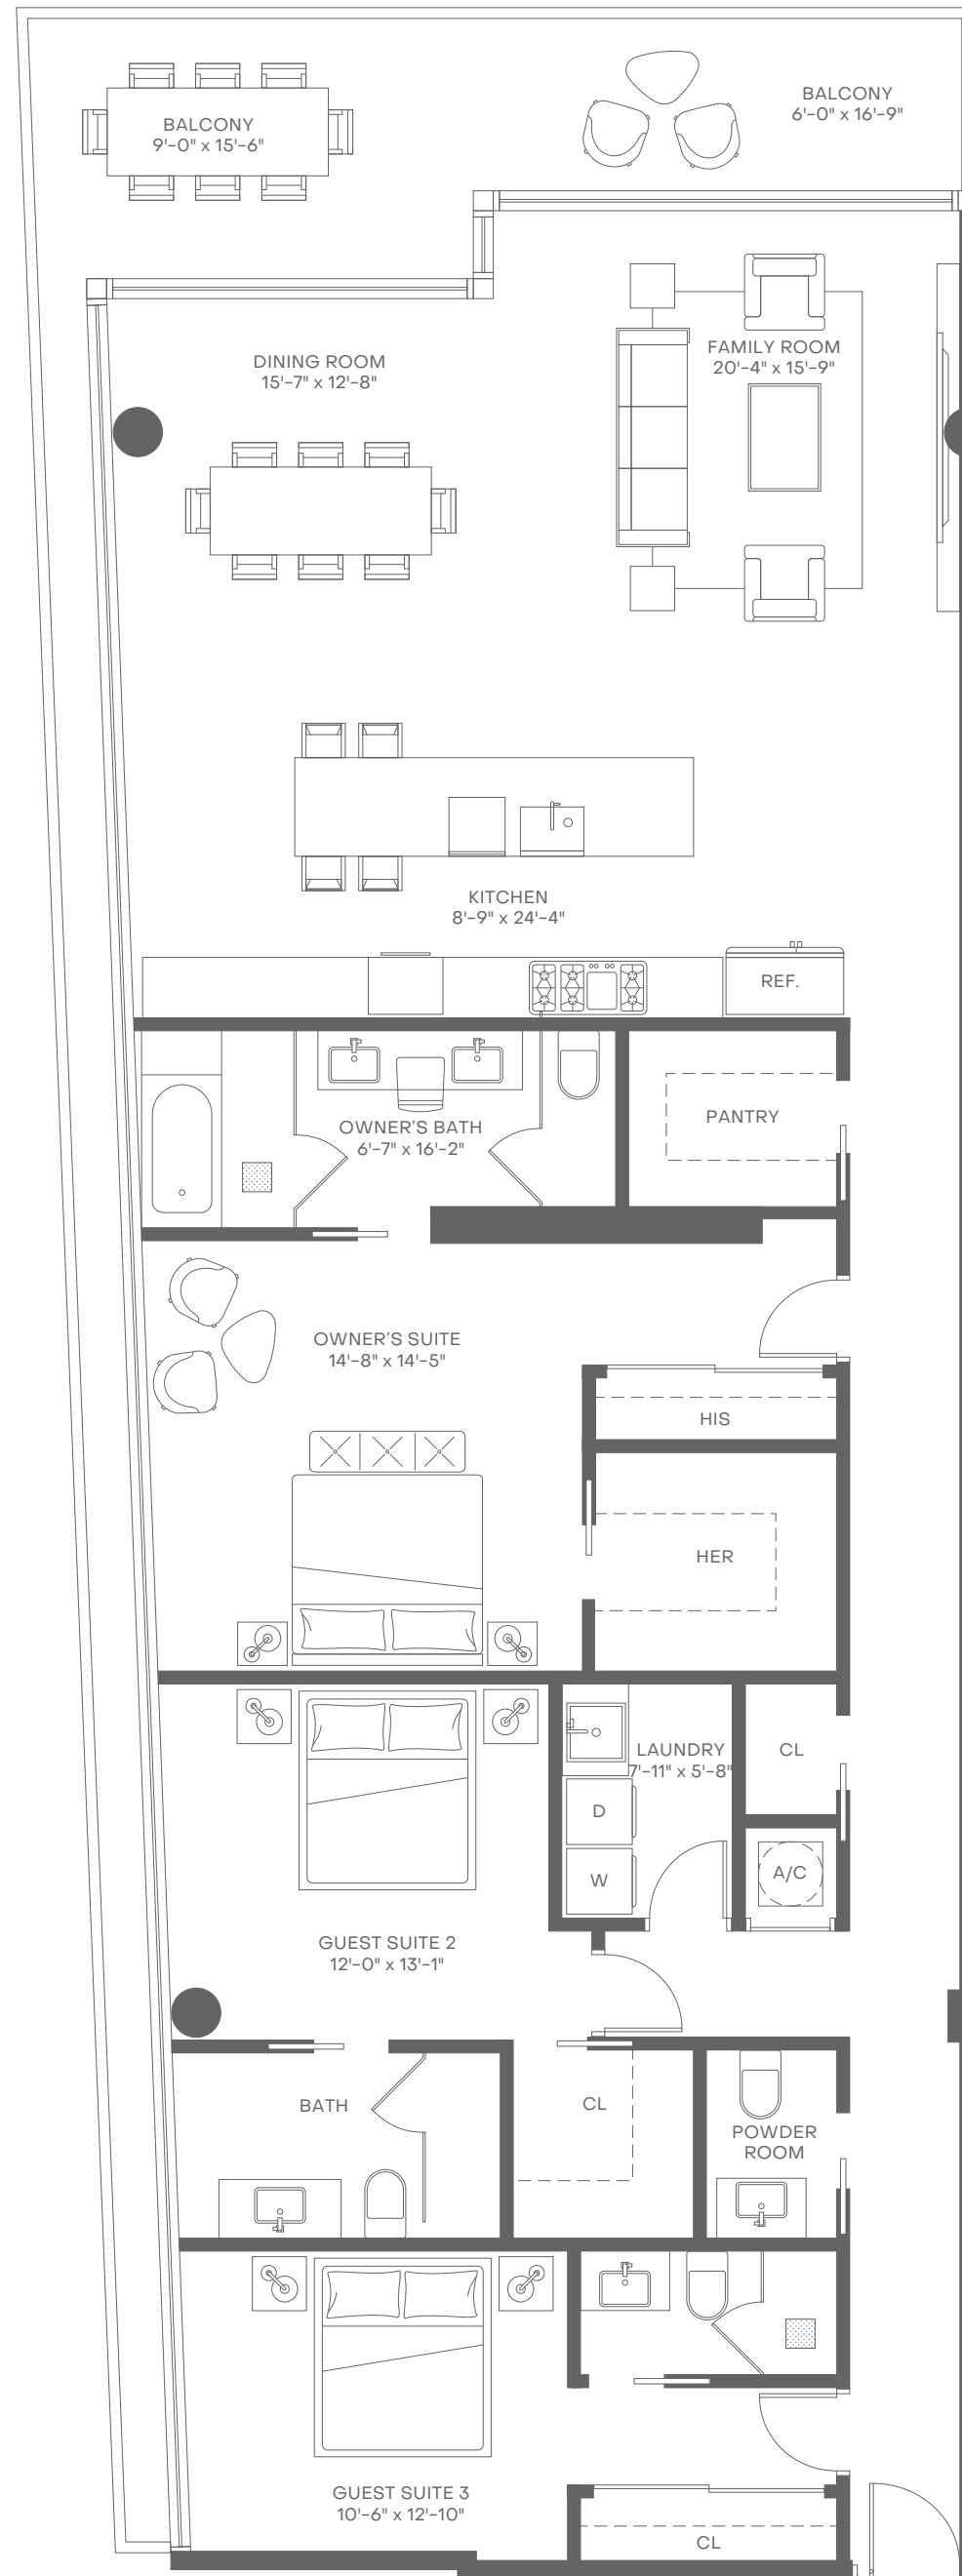 BALCONY
9'-0" x 15'-6"
BALCONY
6'-0" x 16'-9"
DINING ROOM
15'-7" x 12'-8"
FAMILY ROOM
20'-4" x 15'-9"
KITCHEN
8'-9" x 24'-4"
REF.
OWNER'S BATH
6'-7" x 16'-2"
PANTRY
OWNER'S SUITE
14'-8" x 14'-5"
HIS
HER
LAUNDRY
7'-11" x 5'-8"
CL
D
W
A/C
GUEST SUITE 2
12'-0" x 13'-1"
BATH
CL
POWDER
ROOM
GUEST SUITE 3
10'-6" x 12'-10"
CL